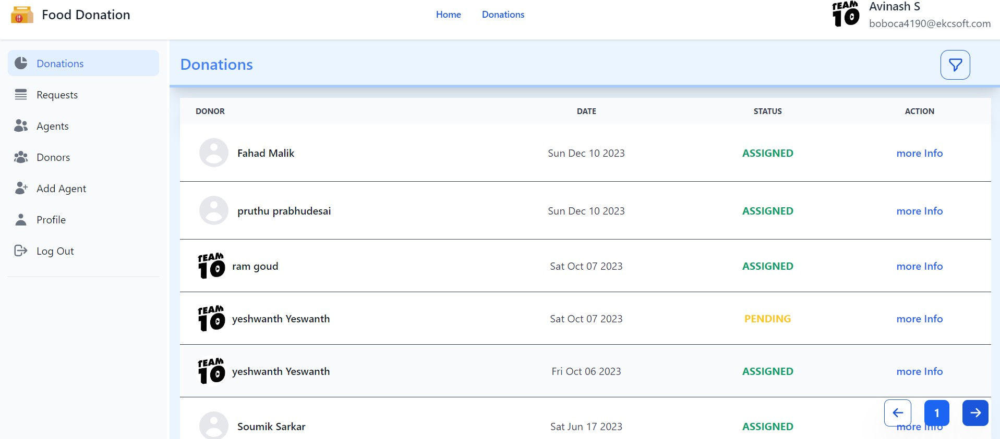 Food Donation
Home Donations
TEAM 10 Avinash S
boboca4190@ekcsoft.com
Donations
Requests
Agents
Donors
Add Agent
Profile
Log Out
Donations
DONOR DATE STATUS ACTION
Fahad Malik Sun Dec 10 2023 ASSIGNED more Info
pruthu prabhudesai Sun Dec 10 2023 ASSIGNED more Info
TEAM 10 ram goud Sat Oct 07 2023 ASSIGNED more Info
TEAM 10 yeshwanth Yeswanth Sat Oct 07 2023 PENDING more Info
TEAM 10 yeshwanth Yeswanth Fri Oct 06 2023 ASSIGNED more Info
Soumik Sarkar Sat Jun 17 2023 ASSIGNED more Info
1